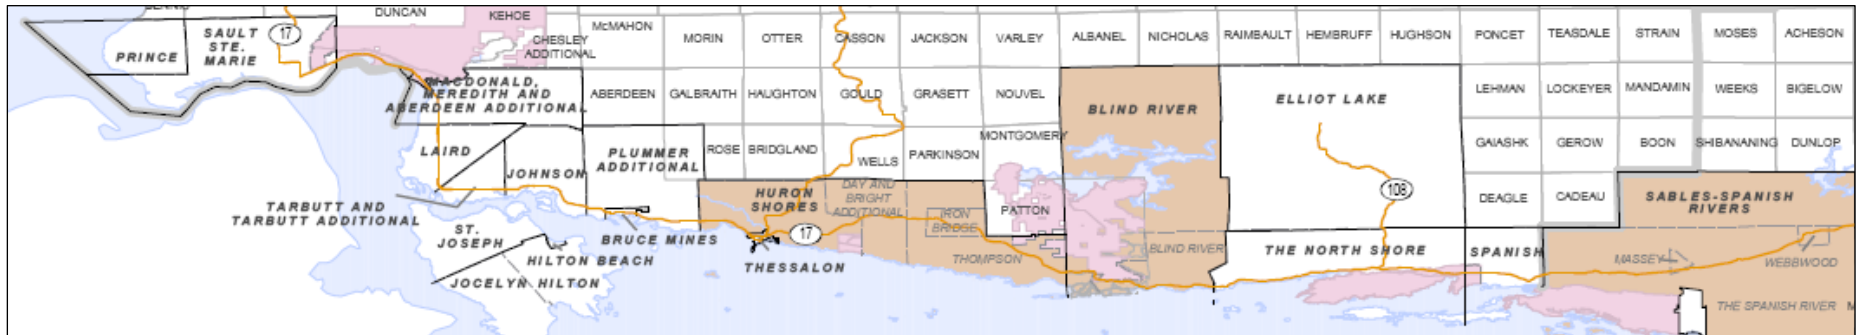 DUNCAN
KEHOE
McMAHON
CHESLEY
ADDITIONAL
MORIN
OTTER
CASSON
JACKSON
VARLEY
ALBANEL
NICHOLAS
RAIMBAULT
HEMBRUFF
HUGHSON
PONCET
TEASDALE
STRAIN
MOSES
ACHESON
PRINCE
SAULT
STE.
MARIE
17
MACDONALD,
MEREDITH AND
ABERDEEN ADDITIONAL
ABERDEEN
GALBRAITH
HAUGHTON
GOULD
GRASETT
NOUVEL
BLIND RIVER
ELLIOT LAKE
LEHMAN
LOCKEYER
MANDAMIN
WEEKS
BIGELOW
LAIRD
JOHNSON
PLUMMER
ADDITIONAL
ROSE
BRIDGLAND
WELLS
PARKINSON
MONTGOMERY
GAIASHK
GEROW
BOON
SHIBANANING
DUNLOP
TARBUTT AND
TARBUTT ADDITIONAL
HURON
SHORES
DAY AND
BRIGHT
ADDITIONAL
IRON
BRIDGE
PATTON
108
DEAGLE
CADEAU
SABLES-SPANISH
RIVERS
ST.
JOSEPH
HILTON BEACH
JOCELYN
HILTON
BRUCE MINES
17
THESSALON
THOMPSON
BLIND RIVER
THE NORTH SHORE
SPANISH
MASSEY
WEBBWOOD
THE SPANISH RIVER